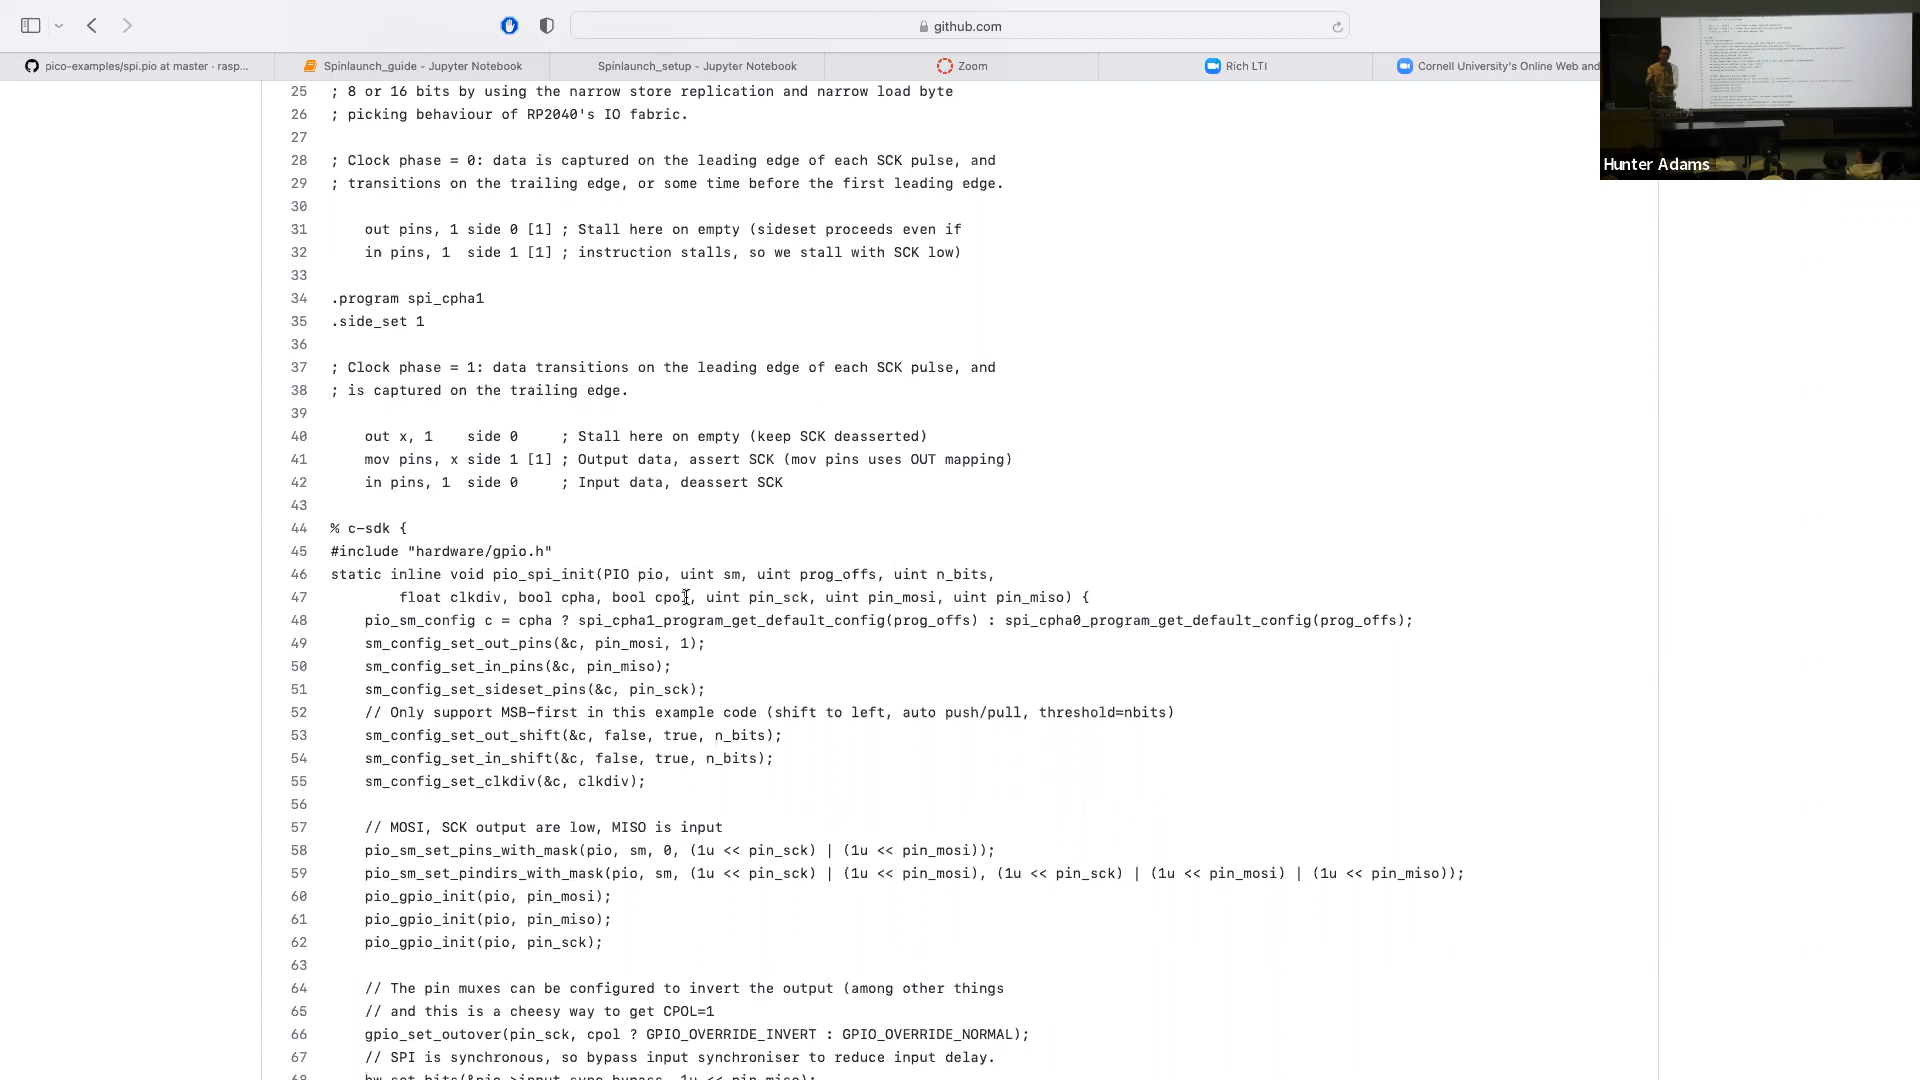 github.com
pico-examples/spi.pio at master · rasp...
Spinlaunch_guide - Jupyter Notebook
Spinlaunch_setup - Jupyter Notebook
Zoom
Rich LTI
Cornell University's Online Web and
Hunter Adams
25 ; 8 or 16 bits by using the narrow store replication and narrow load byte
26 ; picking behaviour of RP2040's IO fabric.
27
28 ; Clock phase = 0: data is captured on the leading edge of each SCK pulse, and
29 ; transitions on the trailing edge, or some time before the first leading edge.
30
31 out pins, 1 side 0 [1] ; Stall here on empty (sideset proceeds even if
32 in pins, 1 side 1 [1] ; instruction stalls, so we stall with SCK low)
33
34 .program spi_cpha1
35 .side_set 1
36
37 ; Clock phase = 1: data transitions on the leading edge of each SCK pulse, and
38 ; is captured on the trailing edge.
39
40 out x, 1 side 0 ; Stall here on empty (keep SCK deasserted)
41 mov pins, x side 1 [1] ; Output data, assert SCK (mov pins uses OUT mapping)
42 in pins, 1 side 0 ; Input data, deassert SCK
43
44 % c-sdk {
45 #include "hardware/gpio.h"
46 static inline void pio_spi_init(PIO pio, uint sm, uint prog_offs, uint n_bits,
47 float clkdiv, bool cpha, bool cpol, uint pin_sck, uint pin_mosi, uint pin_miso) {
48 pio_sm_config c = cpha ? spi_cpha1_program_get_default_config(prog_offs) : spi_cpha0_program_get_default_config(prog_offs);
49 sm_config_set_out_pins(&c, pin_mosi, 1);
50 sm_config_set_in_pins(&c, pin_miso);
51 sm_config_set_sideset_pins(&c, pin_sck);
52 // Only support MSB-first in this example code (shift to left, auto push/pull, threshold=nbits)
53 sm_config_set_out_shift(&c, false, true, n_bits);
54 sm_config_set_in_shift(&c, false, true, n_bits);
55 sm_config_set_clkdiv(&c, clkdiv);
56
57 // MOSI, SCK output are low, MISO is input
58 pio_sm_set_pins_with_mask(pio, sm, 0, (1u << pin_sck) | (1u << pin_mosi));
59 pio_sm_set_pindirs_with_mask(pio, sm, (1u << pin_sck) | (1u << pin_mosi), (1u << pin_sck) | (1u << pin_mosi) | (1u << pin_miso));
60 pio_gpio_init(pio, pin_mosi);
61 pio_gpio_init(pio, pin_miso);
62 pio_gpio_init(pio, pin_sck);
63
64 // The pin muxes can be configured to invert the output (among other things
65 // and this is a cheesy way to get CPOL=1
66 gpio_set_outover(pin_sck, cpol ? GPIO_OVERRIDE_INVERT : GPIO_OVERRIDE_NORMAL);
67 // SPI is synchronous, so bypass input synchroniser to reduce input delay.
68 hw_set_bits(&pio->input_sync_bypass, 1u << pin_miso);